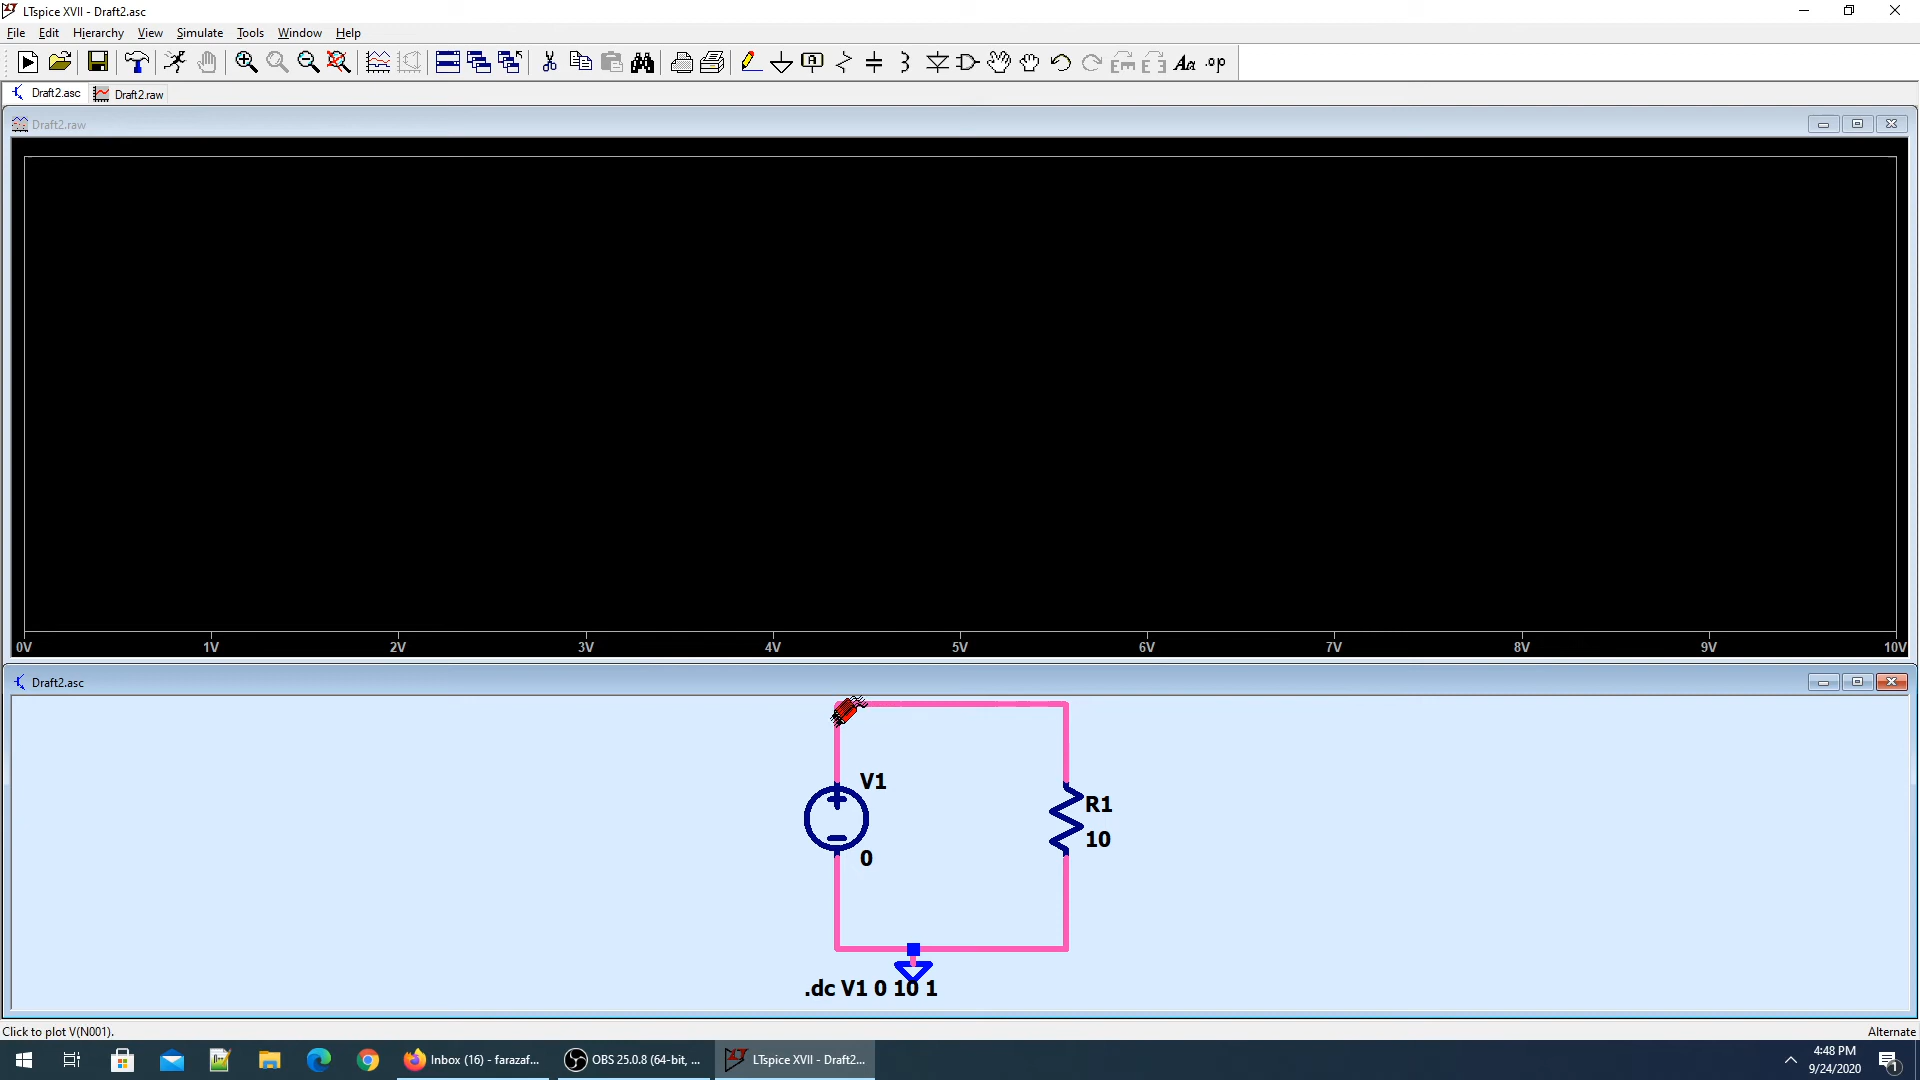 LTspice XVII - Draft2.asc
File Edit Hierarchy View Simulate Tools Window Help
A Aa .op
Draft2.asc Draft2.raw
Draft2.raw
0V 1V 2V 3V 4V 5V 6V 7V 8V 9V 10V
Draft2.asc
V1
R1
10
0
.dc V1 0 10 1
Click to plot V(N001). Alternate
Inbox (16) - farazaf... OBS 25.0.8 (64-bit, ... LTspice XVII - Draft2... 4:48 PM
9/24/2020 1